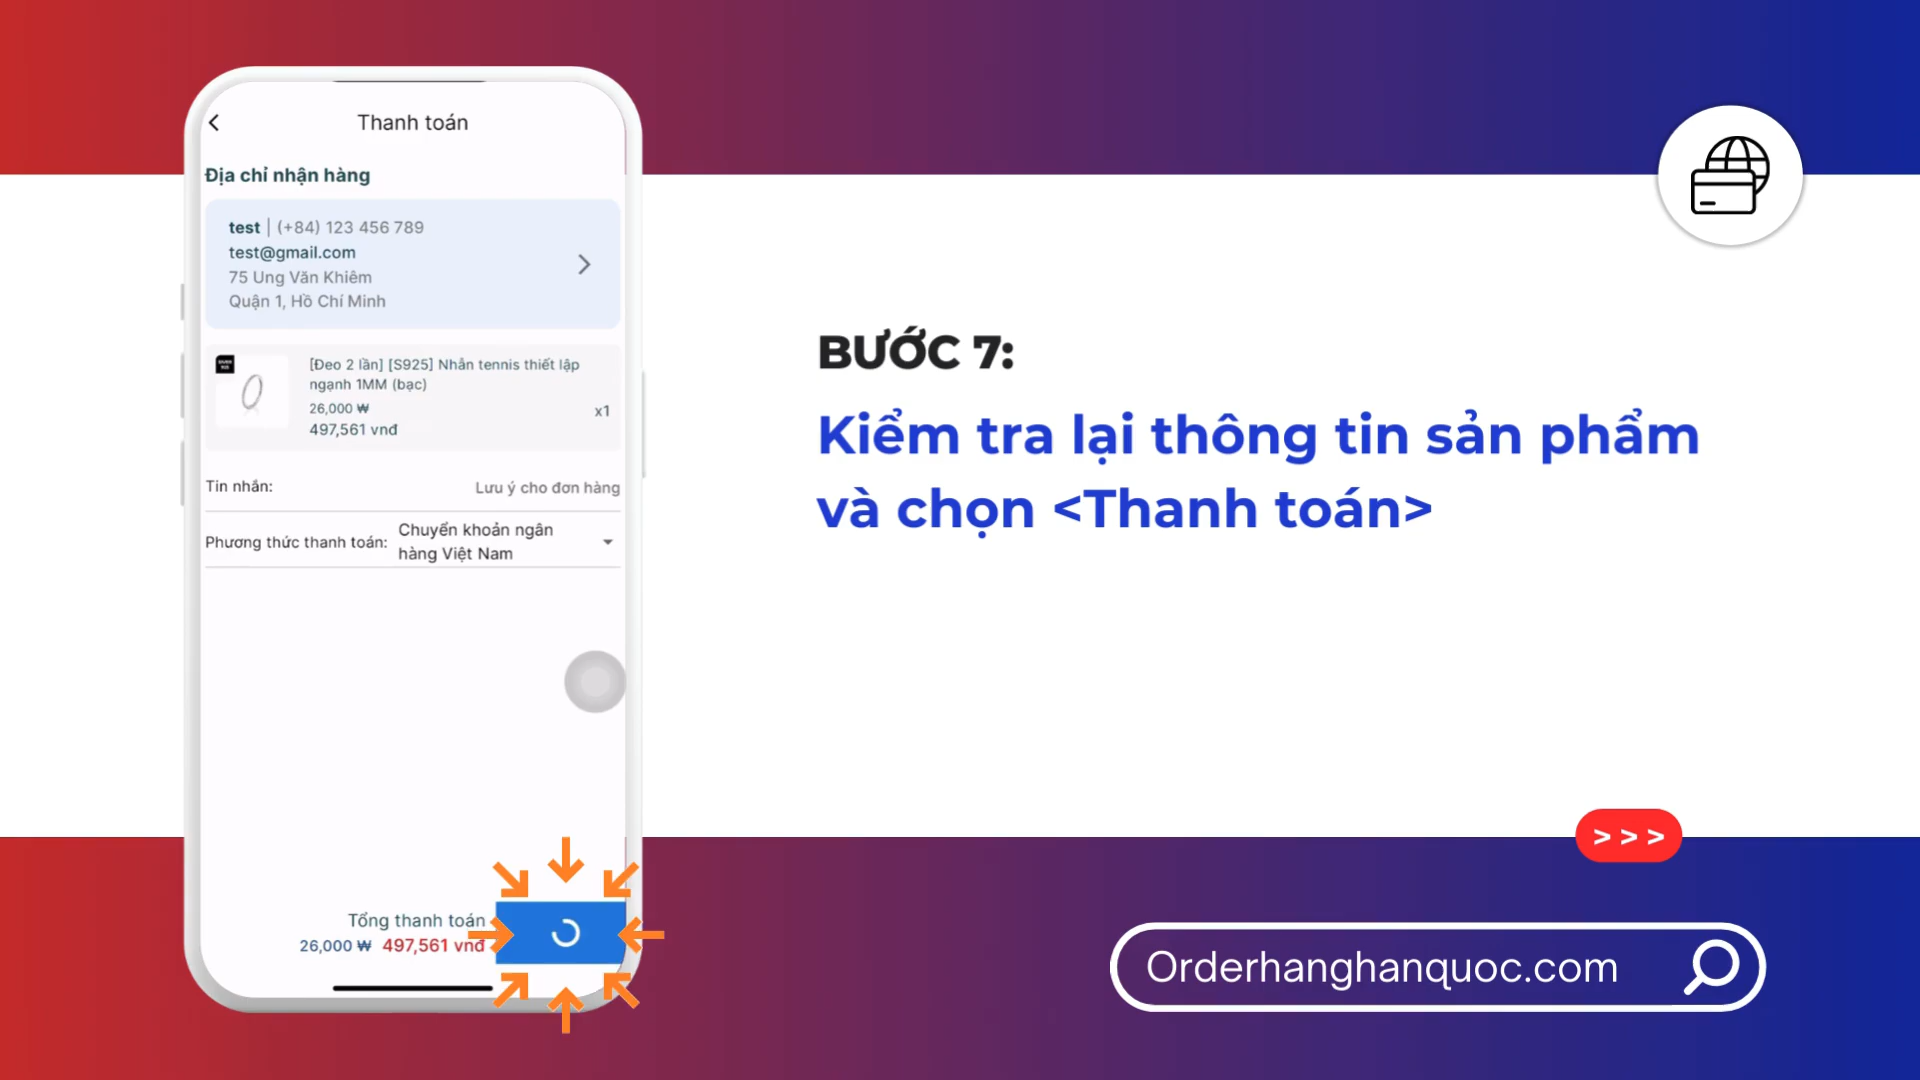 Thanh toán
Địa chỉ nhận hàng
test | (+84) 123 456 789
test@gmail.com
75 Ung Văn Khiêm
Quận 1, Hồ Chí Minh
[Đeo 2 lần] [S925] Nhẫn tennis thiết lập
ngạnh 1MM (bạc)
26,000 ₩
x1
497,561 vnđ
Tin nhắn:
Lưu ý cho đơn hàng
Phương thức thanh toán:
Chuyển khoản ngân
hàng Việt Nam
Tổng thanh toán
26,000 ₩ 497,561 vnđ
BƯỚC 7:
Kiểm tra lại thông tin sản phẩm
và chọn <Thanh toán>
> > >
Orderhanghanquoc.com